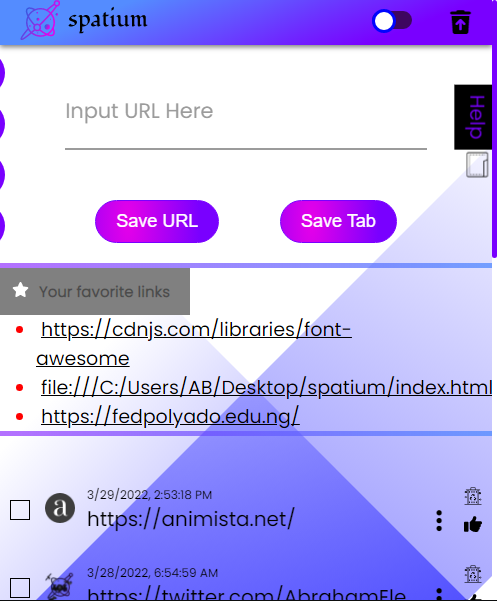 spatium
Input URL Here
Help
Save URL
Save Tab
Your favorite links
https://cdnjs.com/libraries/font-
awesome
file:///C:/Users/AB/Desktop/spatium/index.html
https://fedpolyado.edu.ng/
3/29/2022, 2:53:18 PM
a
https://animista.net/
3/28/2022, 6:54:59 AM
https://twitter.com/AbrahamEle